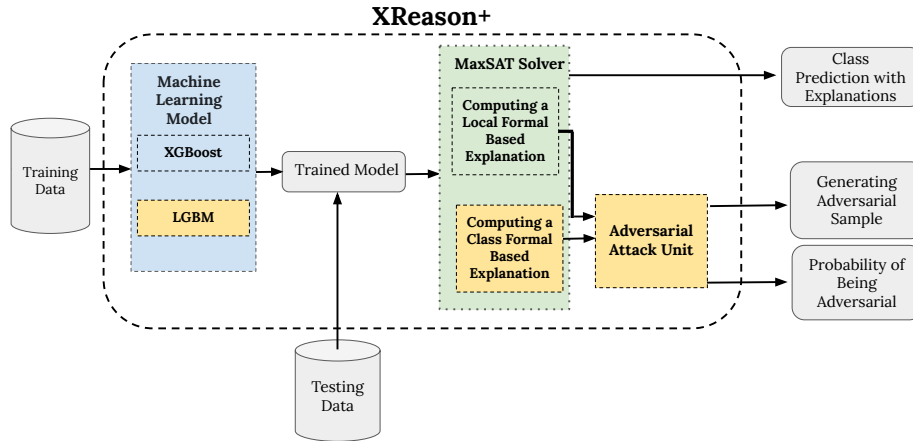 XReason+
Machine
Learning
Model
XGBoost
LGBM
Training
Data
Trained Model
Testing
Data
MaxSAT Solver
Computing a
Local Formal
Based
Explanation
Computing a
Class Formal
Based
Explanation
Adversarial
Attack Unit
Class
Prediction with
Explanations
Generating
Adversarial
Sample
Probability of
Being
Adversarial